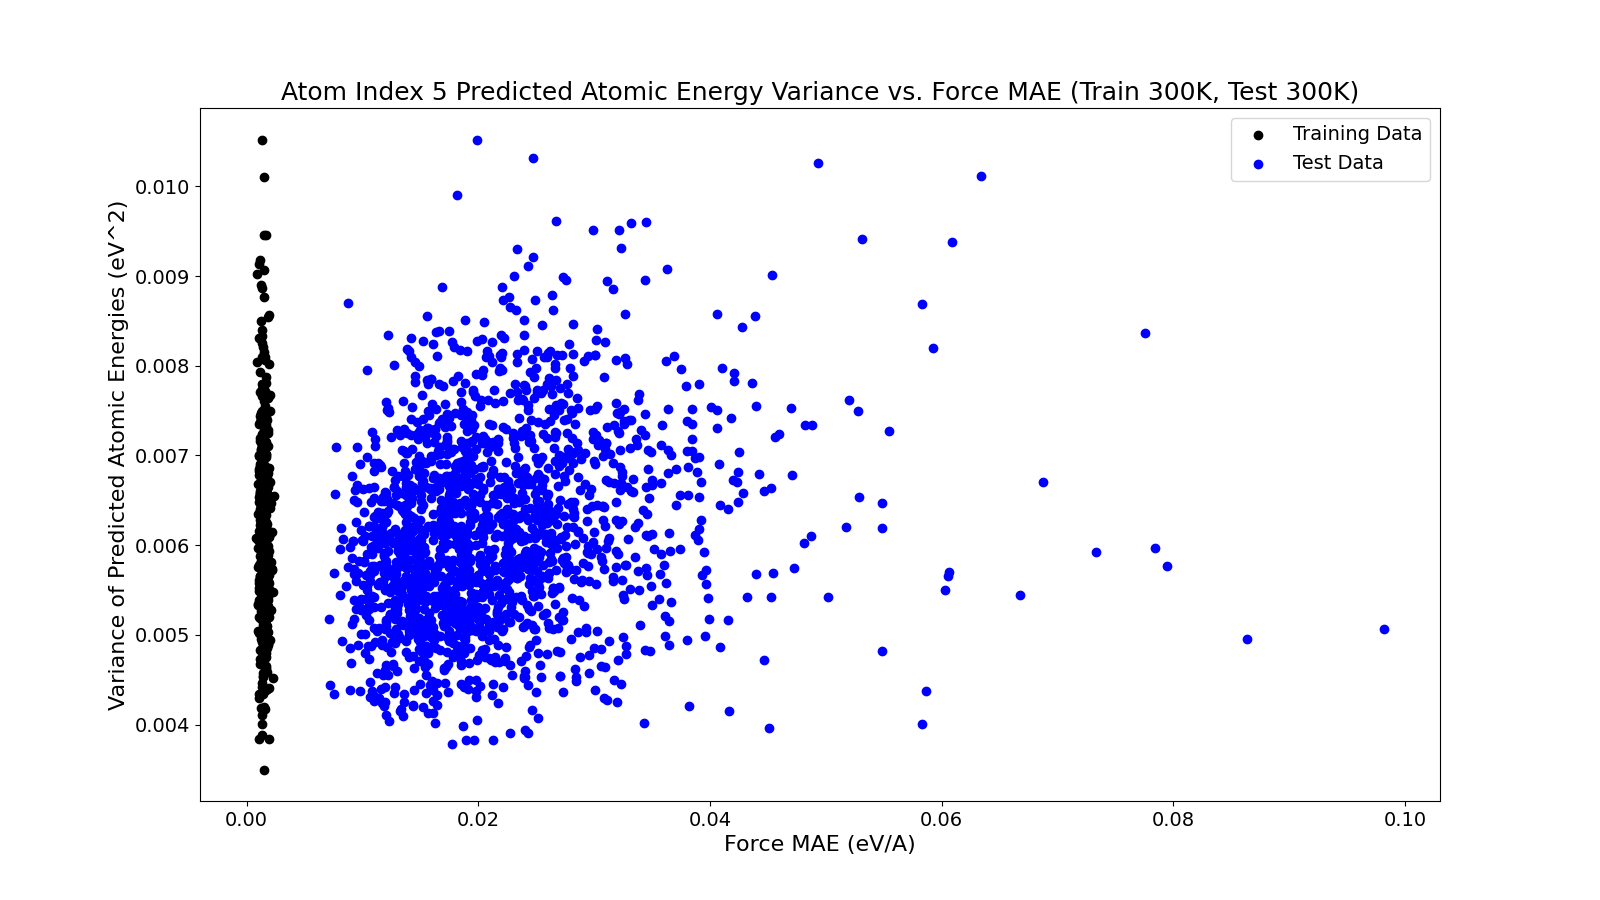 Atom Index 5 Predicted Atomic Energy Variance vs. Force MAE (Train 300K, Test 300K)
Training Data
Test Data
Variance of Predicted Atomic Energies (eV^2)
0.010
0.009
0.008
0.007
0.006
0.005
0.004
0.00
0.02
0.04
0.06
0.08
0.10
Force MAE (eV/A)